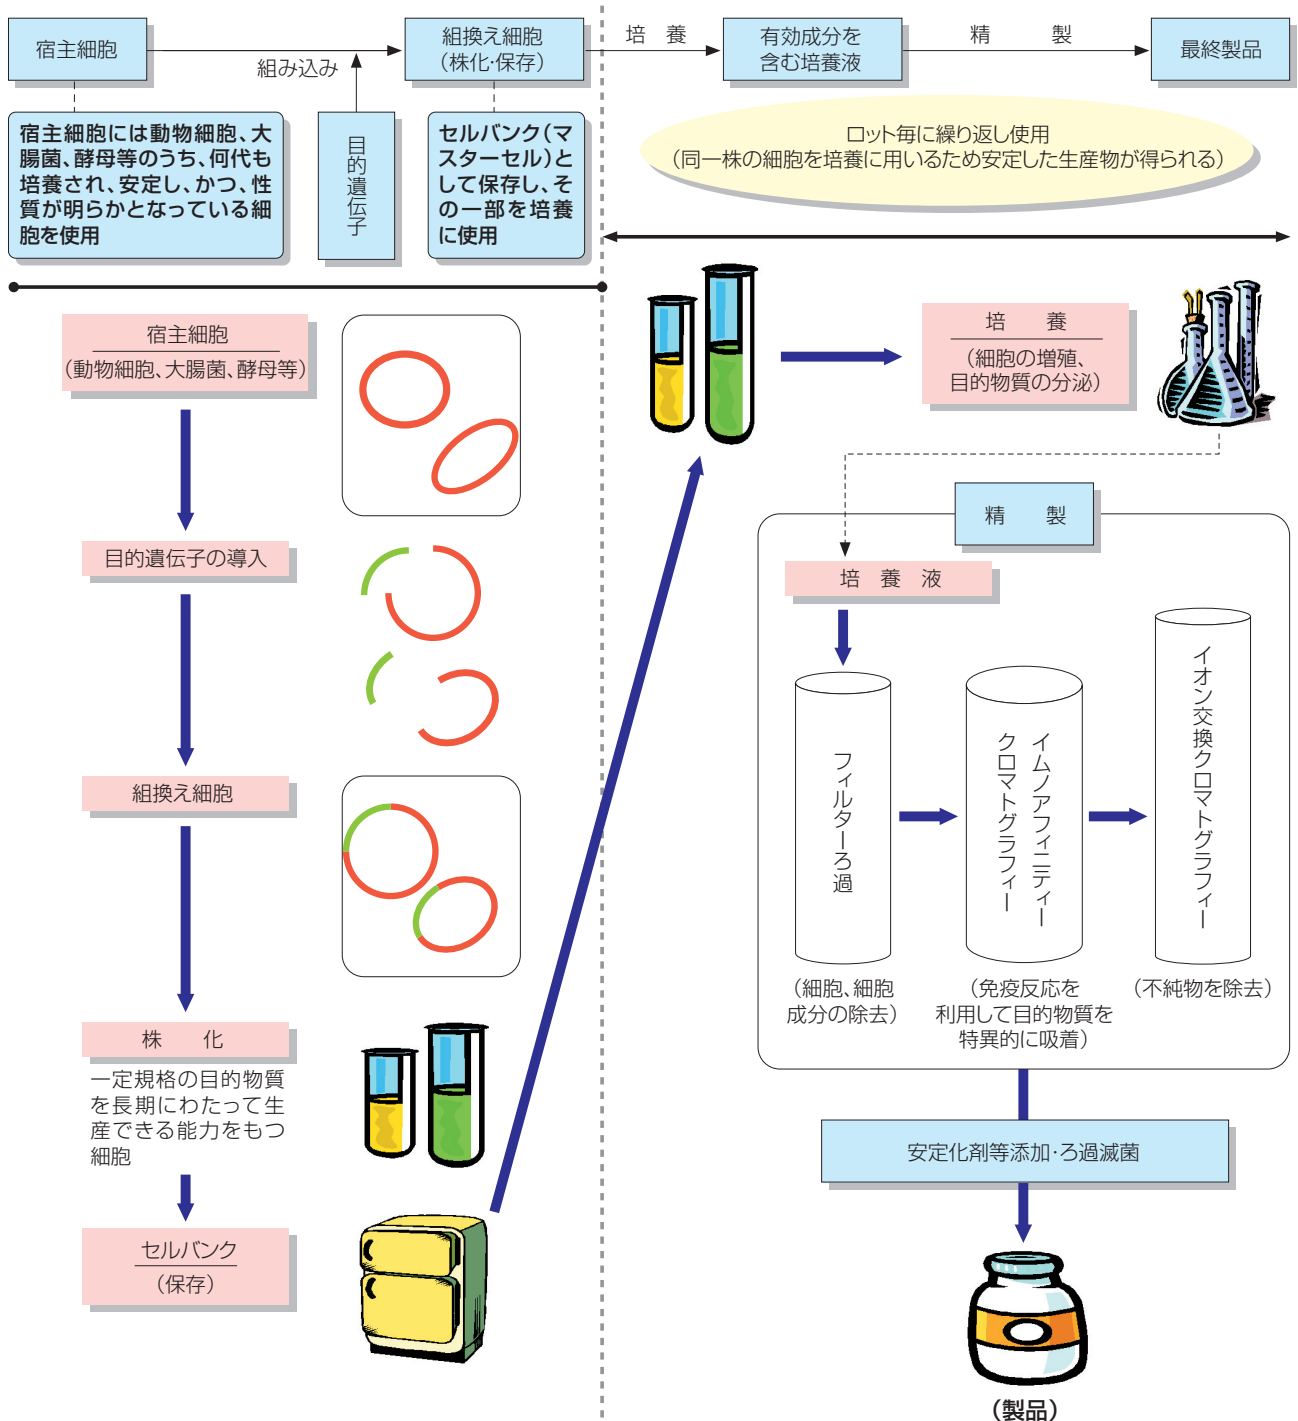 宿主細胞
組み込み
目的遺伝子
組換え細胞
（株化・保存）
培　養
有効成分を
含む培養液
精　　製
最終製品
宿主細胞には動物細胞、大
腸菌、酵母等のうち、何代も
培養され、安定し、かつ、性
質が明らかとなっている細
胞を使用
セルバンク（マ
スターセル）と
して保存し、そ
の一部を培養
に使用
ロット毎に繰り返し使用
（同一株の細胞を培養に用いるため安定した生産物が得られる）
宿主細胞
（動物細胞、大腸菌、酵母等）
目的遺伝子の導入
組換え細胞
株　化
一定規格の目的物質
を長期にわたって生
産できる能力をもつ
細胞
セルバンク
（保存）
培　養
（細胞の増殖、
目的物質の分泌）
精　製
培　養　液
フィルターろ過
（細胞、細胞
成分の除去）
イムノアフィニティー
クロマトグラフィー
（免疫反応を
利用して目的物質を
特異的に吸着）
イオン交換クロマトグラフィー
（不純物を除去）
安定化剤等添加・ろ過滅菌
（製品）